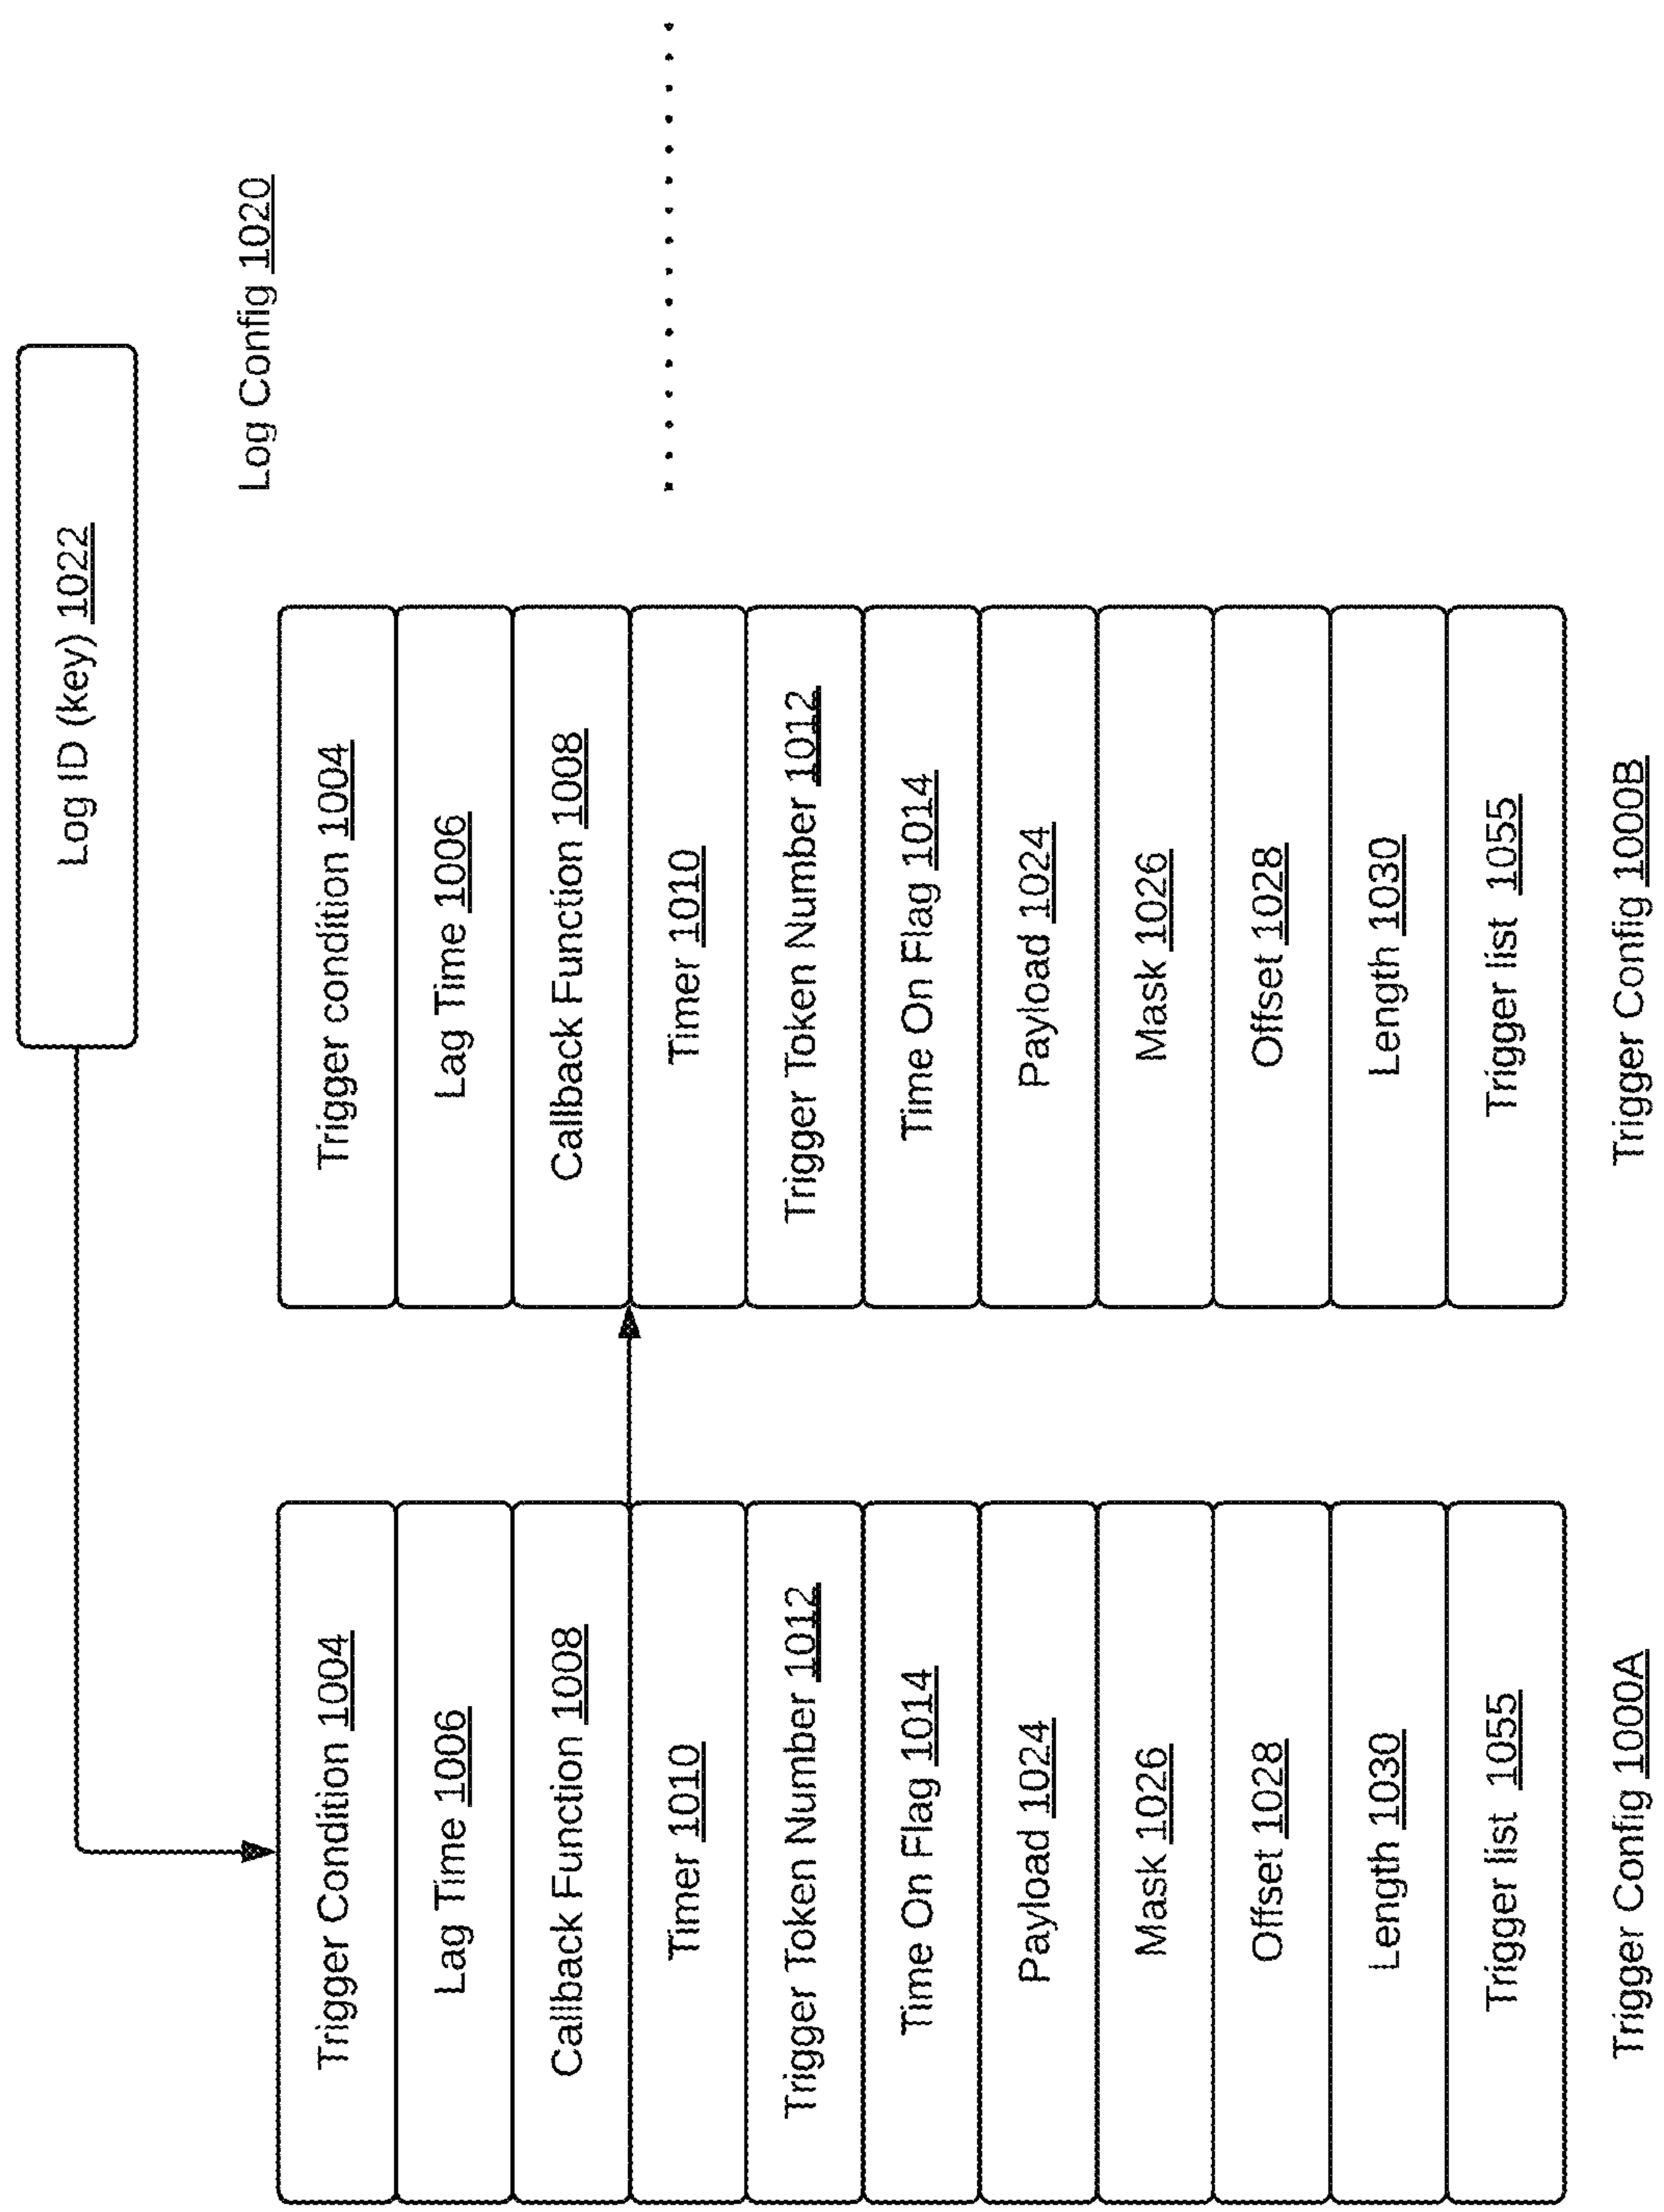 Log ID (key) 1022
Log Config 1020
Trigger Condition 1004
Lag Time 1006
Callback Function 1008
Timer 1010
Trigger Token Number 1012
Time On Flag 1014
Payload 1024
Mask 1026
Offset 1028
Length 1030
Trigger list 1055
Trigger Config 1000A
Trigger condition 1004
Lag Time 1006
Callback Function 1008
Timer 1010
Trigger Token Number 1012
Time On Flag 1014
Payload 1024
Mask 1026
Offset 1028
Length 1030
Trigger list 1055
Trigger Config 1000B